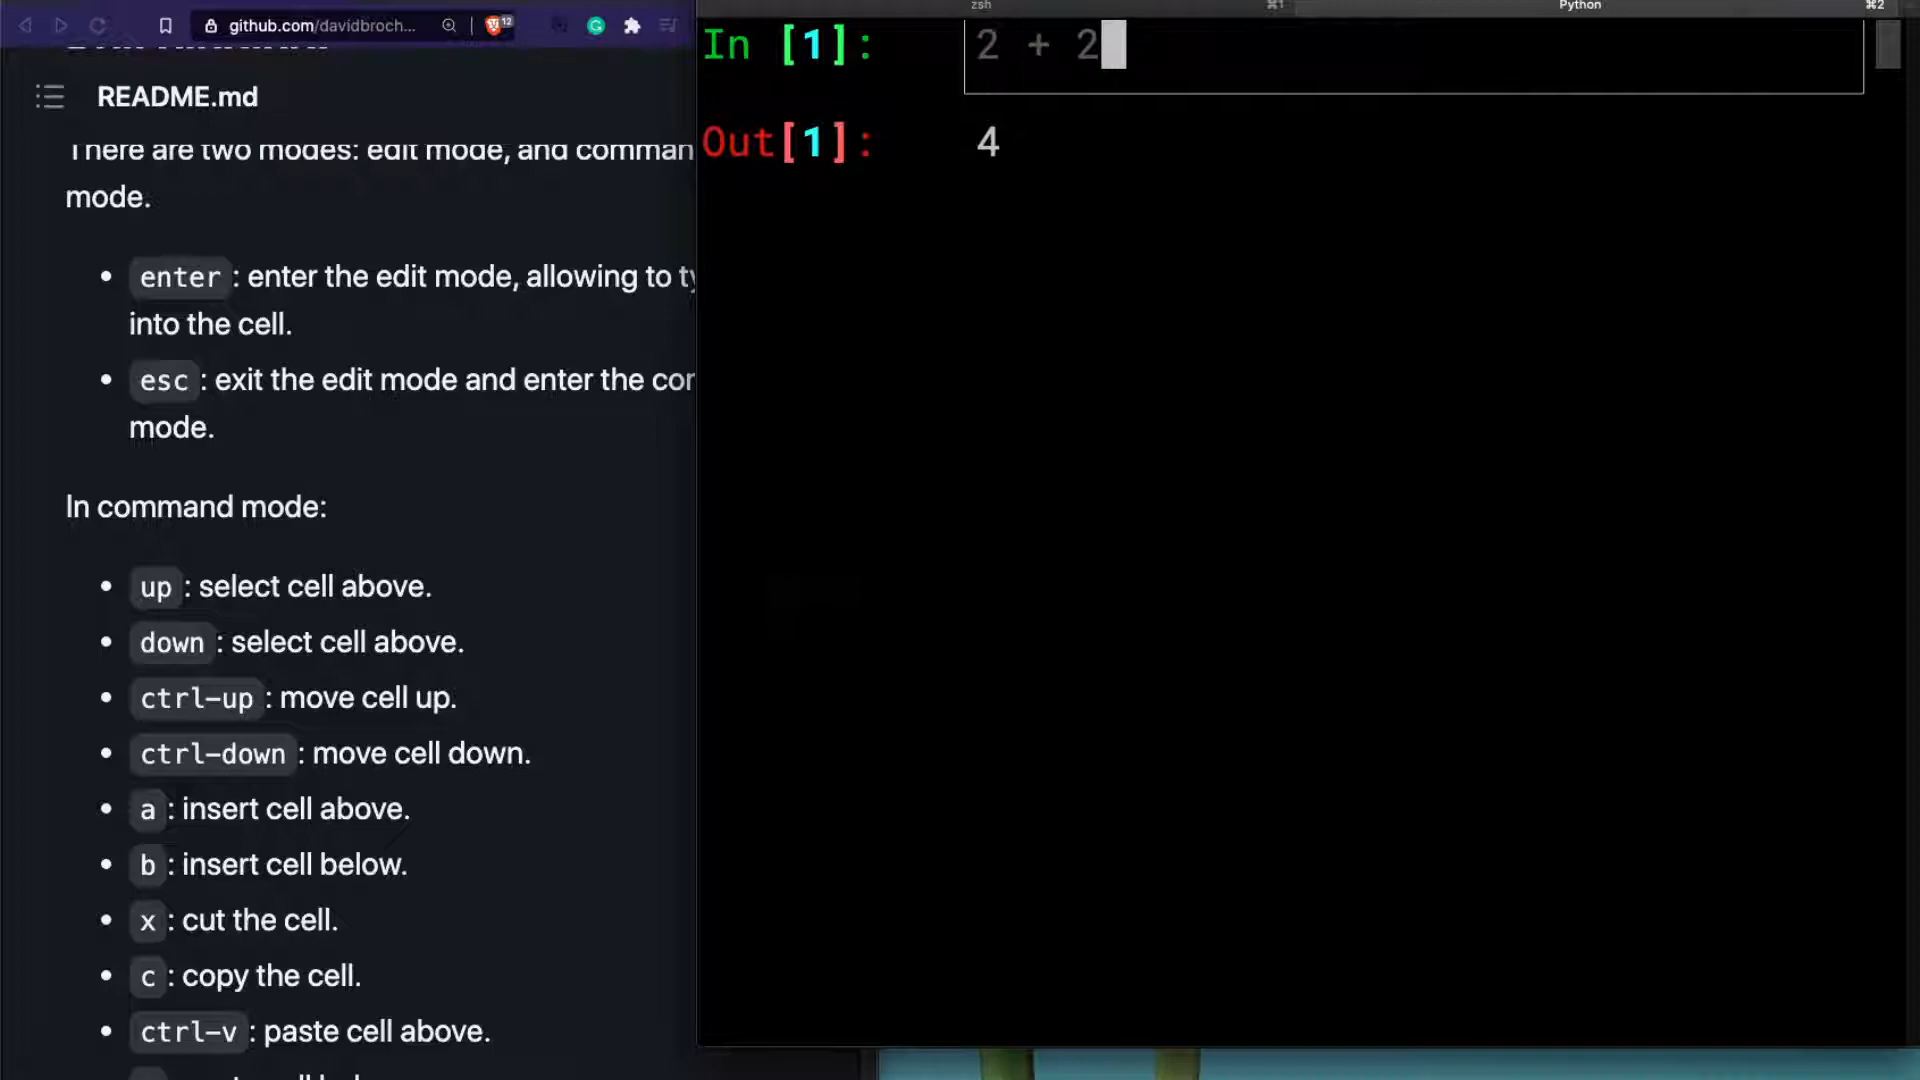 github.com/davidbroch...
12
README.md
There are two modes: edit mode, and comman
mode.
enter : enter the edit mode, allowing to ty
into the cell.
esc : exit the edit mode and enter the cor
mode.
In command mode:
up : select cell above.
down : select cell above.
ctrl-up : move cell up.
ctrl-down : move cell down.
a : insert cell above.
b : insert cell below.
x : cut the cell.
c : copy the cell.
ctrl-v : paste cell above.
zsh ⌘1 Python ⌘2
In [1]: 2 + 2
Out[1]: 4